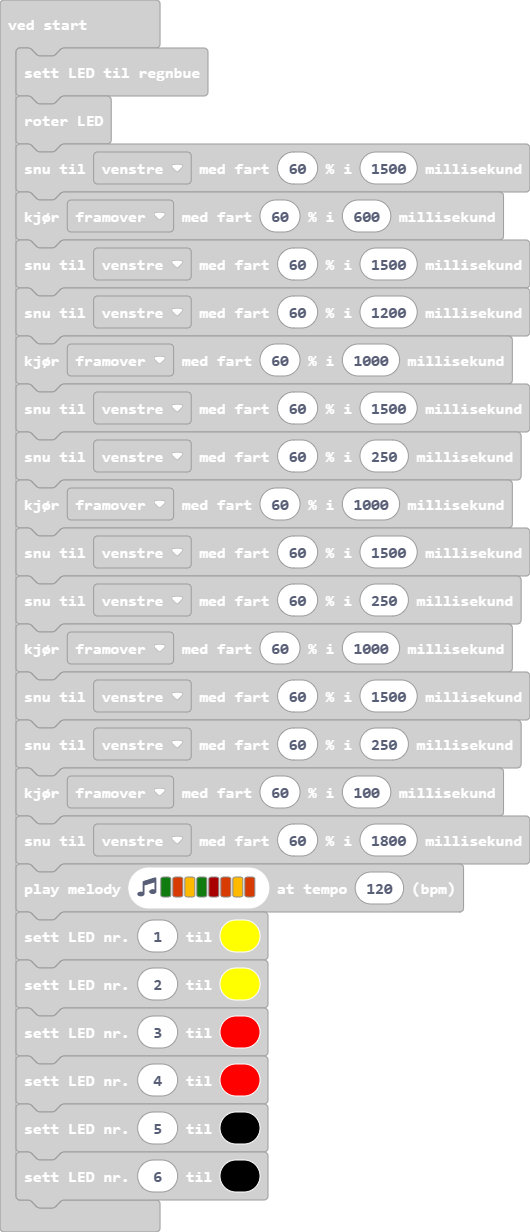 ved start
sett LED til regnbue
roter LED
snu til venstre med fart 60 % i 1500 millisekund
kjør framover med fart 60 % i 600 millisekund
snu til venstre med fart 60 % i 1500 millisekund
snu til venstre med fart 60 % i 1200 millisekund
kjør framover med fart 60 % i 1000 millisekund
snu til venstre med fart 60 % i 1500 millisekund
snu til venstre med fart 60 % i 250 millisekund
kjør framover med fart 60 % i 1000 millisekund
snu til venstre med fart 60 % i 1500 millisekund
snu til venstre med fart 60 % i 250 millisekund
kjør framover med fart 60 % i 1000 millisekund
snu til venstre med fart 60 % i 1500 millisekund
snu til venstre med fart 60 % i 250 millisekund
kjør framover med fart 60 % i 100 millisekund
snu til venstre med fart 60 % i 1800 millisekund
play melody at tempo 120 (bpm)
sett LED nr. 1 til
sett LED nr. 2 til
sett LED nr. 3 til
sett LED nr. 4 til
sett LED nr. 5 til
sett LED nr. 6 til